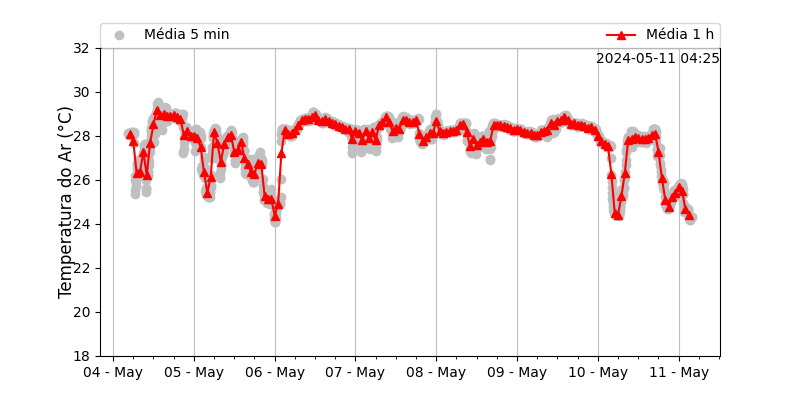 Média 5 min
Média 1 h
2024-05-11 04:25
Temperatura do Ar (°C)
32
30
28
26
24
22
20
18
04 - May
05 - May
06 - May
07 - May
08 - May
09 - May
10 - May
11 - May